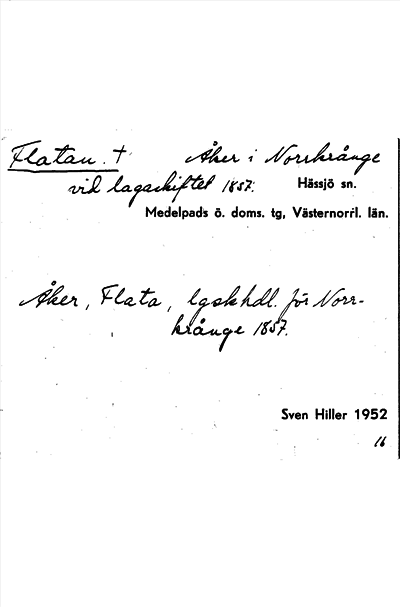 Flatan. † Åker i Norrkrånge
vid lagaskiftet 1857. Hässjö sn.
Medelpads ö. doms. tg, Västernorrl. län.
Åker, Flata, lgskhdl. för Norr-
krånge 1857.
Sven Hiller 1952
16